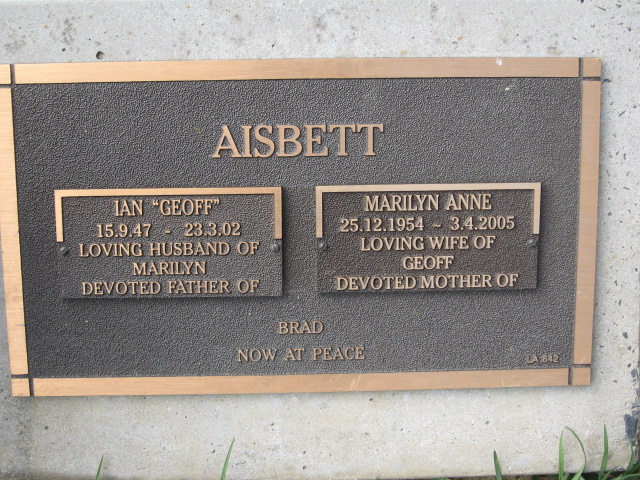 AISBETT
IAN "GEOFF"
15.9.47 - 23.3.02
LOVING HUSBAND OF
MARILYN
DEVOTED FATHER OF
MARILYN ANNE
25.12.1954 ~ 3.4.2005
LOVING WIFE OF
GEOFF
DEVOTED MOTHER OF
BRAD
NOW AT PEACE
LA 642